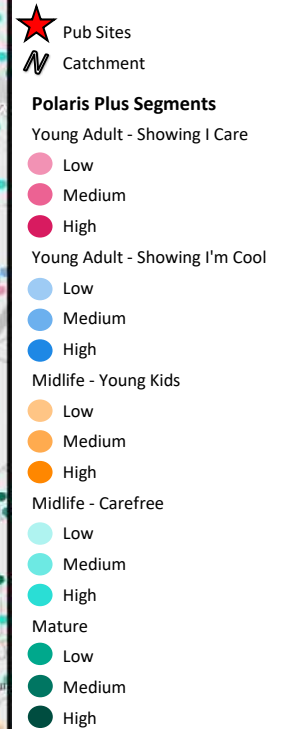 Pub Sites
Catchment
Polaris Plus Segments
Young Adult - Showing I Care
Low
Medium
High
Young Adult - Showing I'm Cool
Low
Medium
High
Midlife - Young Kids
Low
Medium
High
Midlife - Carefree
Low
Medium
High
Mature
Low
Medium
High